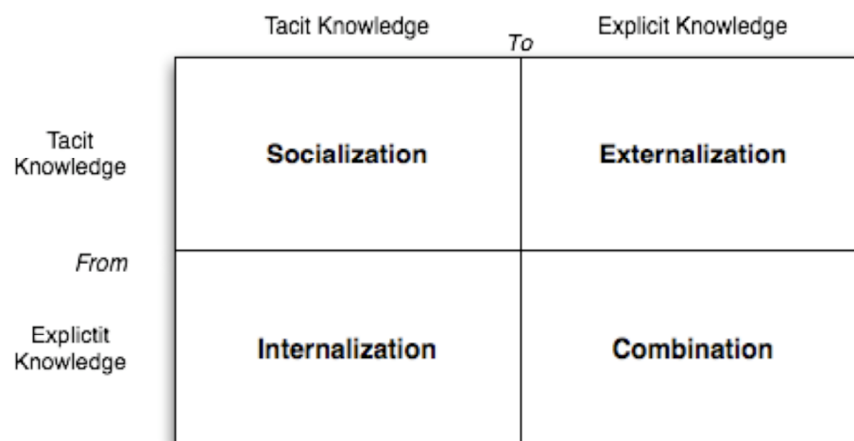 Tacit Knowledge
To
Explicit Knowledge
Tacit
Knowledge
Socialization
Externalization
From
Explictit
Knowledge
Internalization
Combination